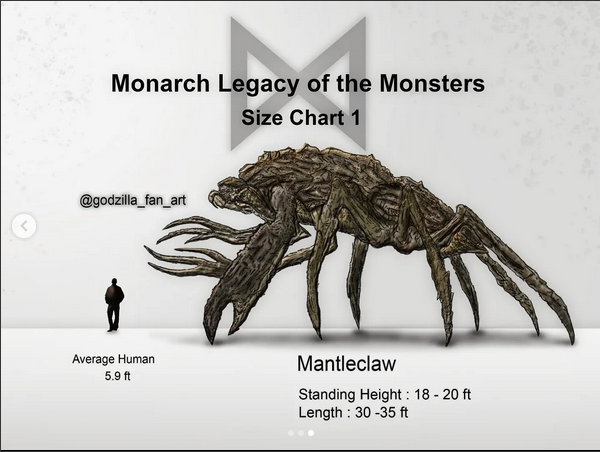 Monarch Legacy of the Monsters
Size Chart 1
@godzilla_fan_art
Average Human
5.9 ft
Mantleclaw
Standing Height : 18 - 20 ft
Length : 30 -35 ft